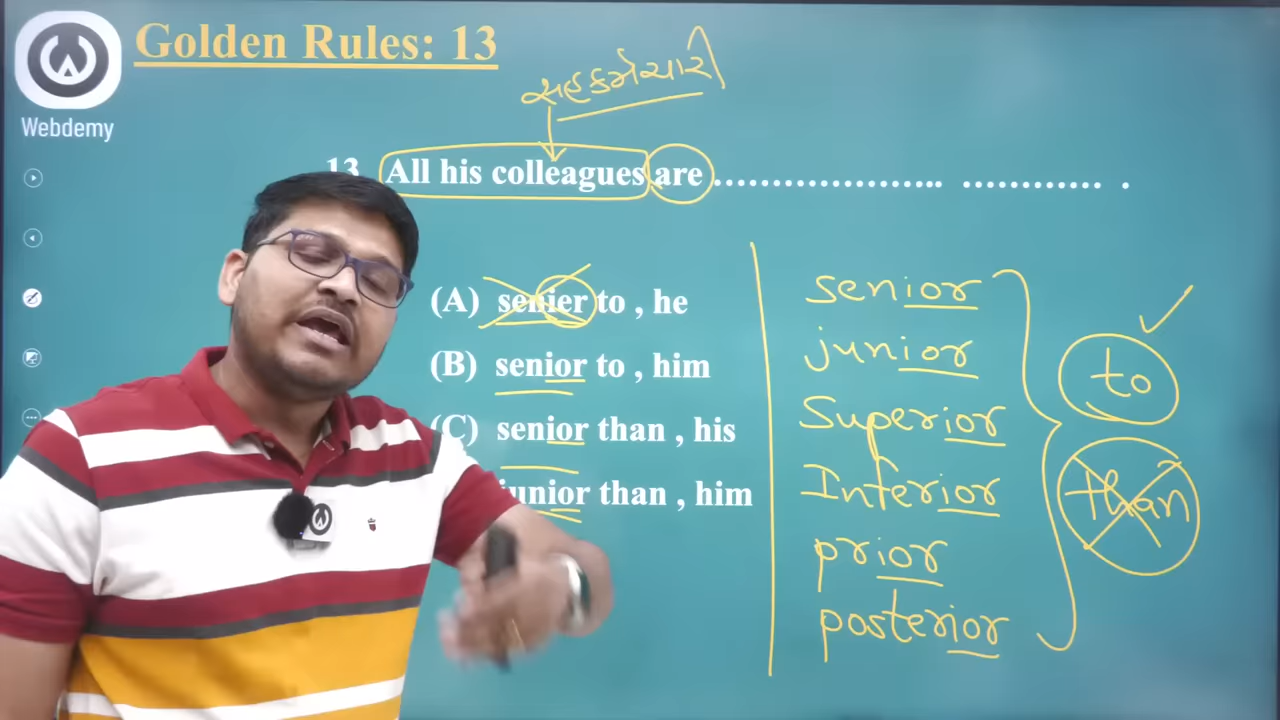 Golden Rules: 13
Webdemy
સહકર્મચારી
13 All his colleagues are ........................ ............ .
(A) senier to , he
(B) senior to , him
(C) senior than , his
junior than , him
senior
junior
Superior
Interior
prior
posterior
to
than